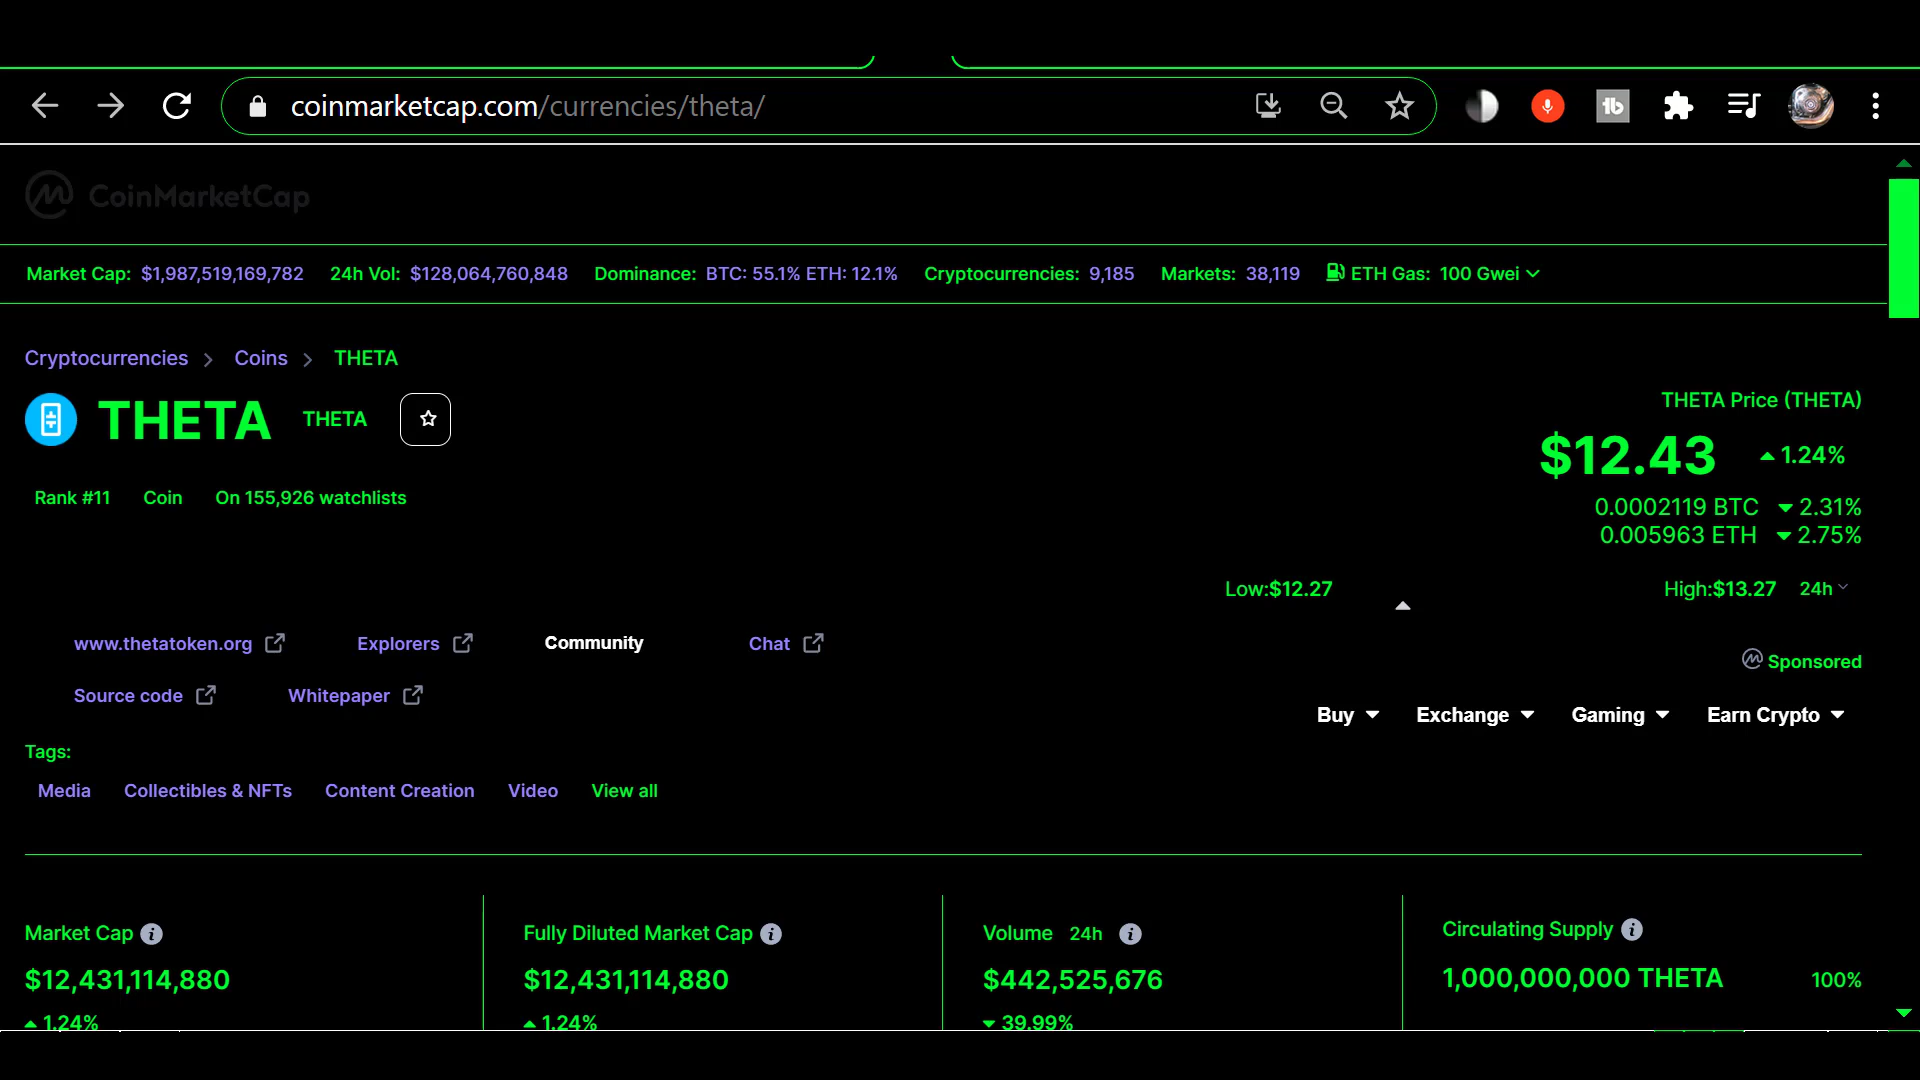 coinmarketcap.com/currencies/theta/
CoinMarketCap
Market Cap: $1,987,519,169,782 24h Vol: $128,064,760,848 Dominance: BTC: 55.1% ETH: 12.1% Cryptocurrencies: 9,185 Markets: 38,119 ETH Gas: 100 Gwei
Cryptocurrencies > Coins > THETA
THETA THETA
THETA Price (THETA)
$12.43 1.24%
Rank #11 Coin On 155,926 watchlists
0.0002119 BTC 2.31%
0.005963 ETH 2.75%
Low:$12.27 High:$13.27 24h
www.thetatoken.org Explorers Community Chat
Sponsored
Source code Whitepaper
Buy Exchange Gaming Earn Crypto
Tags:
Media Collectibles & NFTs Content Creation Video View all
Market Cap Fully Diluted Market Cap Volume 24h Circulating Supply
$12,431,114,880 $12,431,114,880 $442,525,676 1,000,000,000 THETA 100%
1.24% 1.24% 39.99%